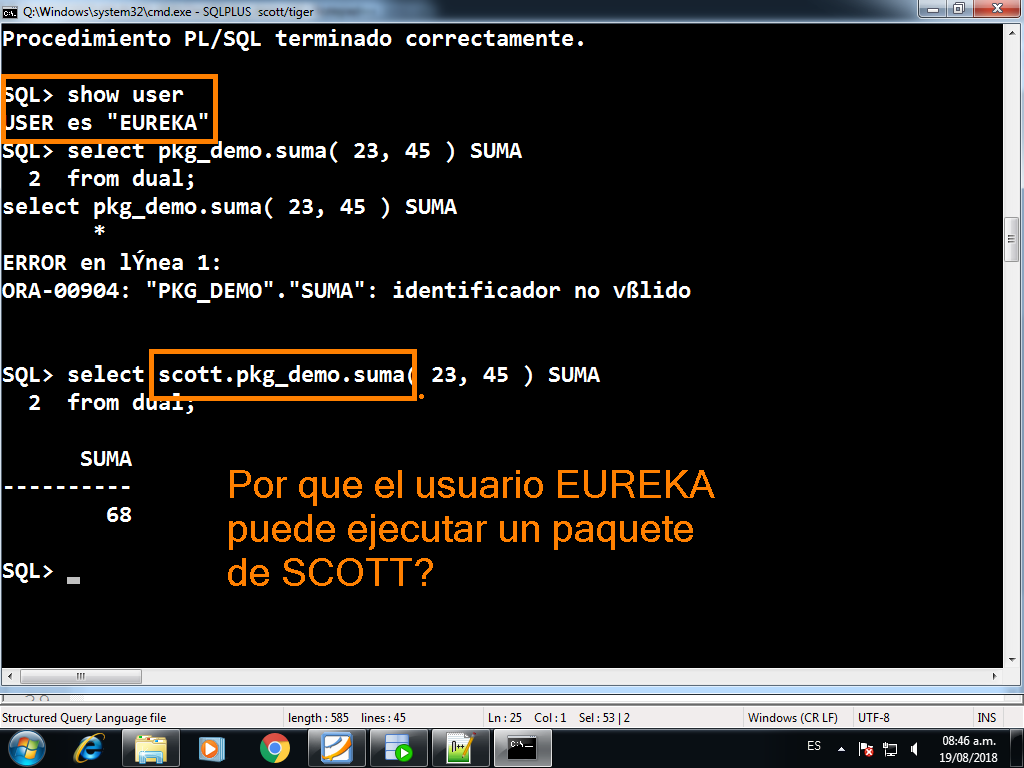 Q:\Windows\system32\cmd.exe - SQLPLUS scott/tiger
Procedimiento PL/SQL terminado correctamente.
SQL> show user
USER es "EUREKA"
SQL> select pkg_demo.suma( 23, 45 ) SUMA
2 from dual;
select pkg_demo.suma( 23, 45 ) SUMA
*
ERROR en lÝnea 1:
ORA-00904: "PKG_DEMO"."SUMA": identificador no vßlido
SQL> select scott.pkg_demo.suma( 23, 45 ) SUMA
2 from dual;
SUMA
----------
68
Por que el usuario EUREKA
puede ejecutar un paquete
de SCOTT?
SQL>
Structured Query Language file length : 585 lines : 45 Ln : 25 Col : 1 Sel : 53 | 2 Windows (CR LF) UTF-8 INS
ES 08:46 a.m.
19/08/2018